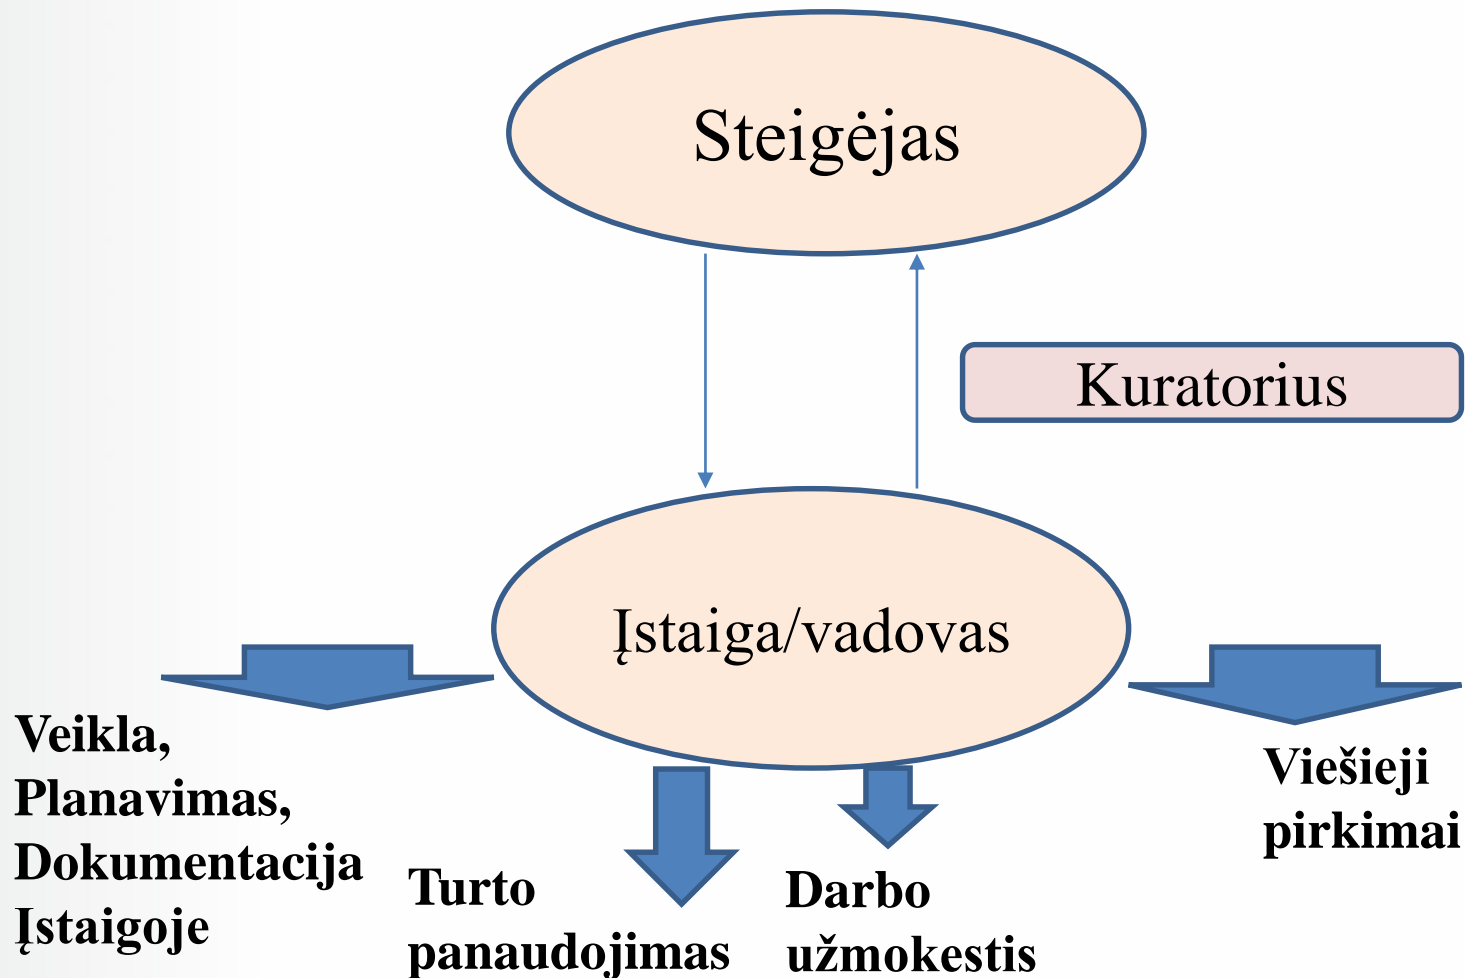 Steigėjas
Kuratorius
Įstaiga/vadovas
Veikla,
Planavimas,
Dokumentacija
Įstaigoje
Turto
panaudojimas
Darbo
užmokestis
Viešieji
pirkimai